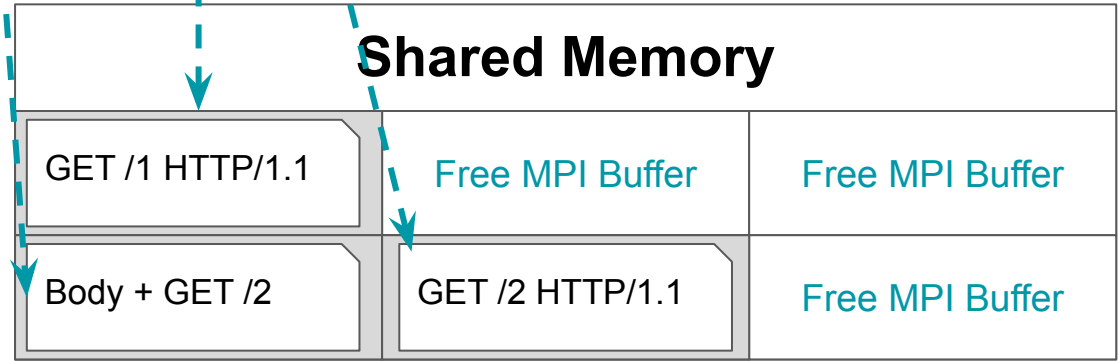 Shared Memory
GET /1 HTTP/1.1
Free MPI Buffer
Free MPI Buffer
Body + GET /2
GET /2 HTTP/1.1
Free MPI Buffer